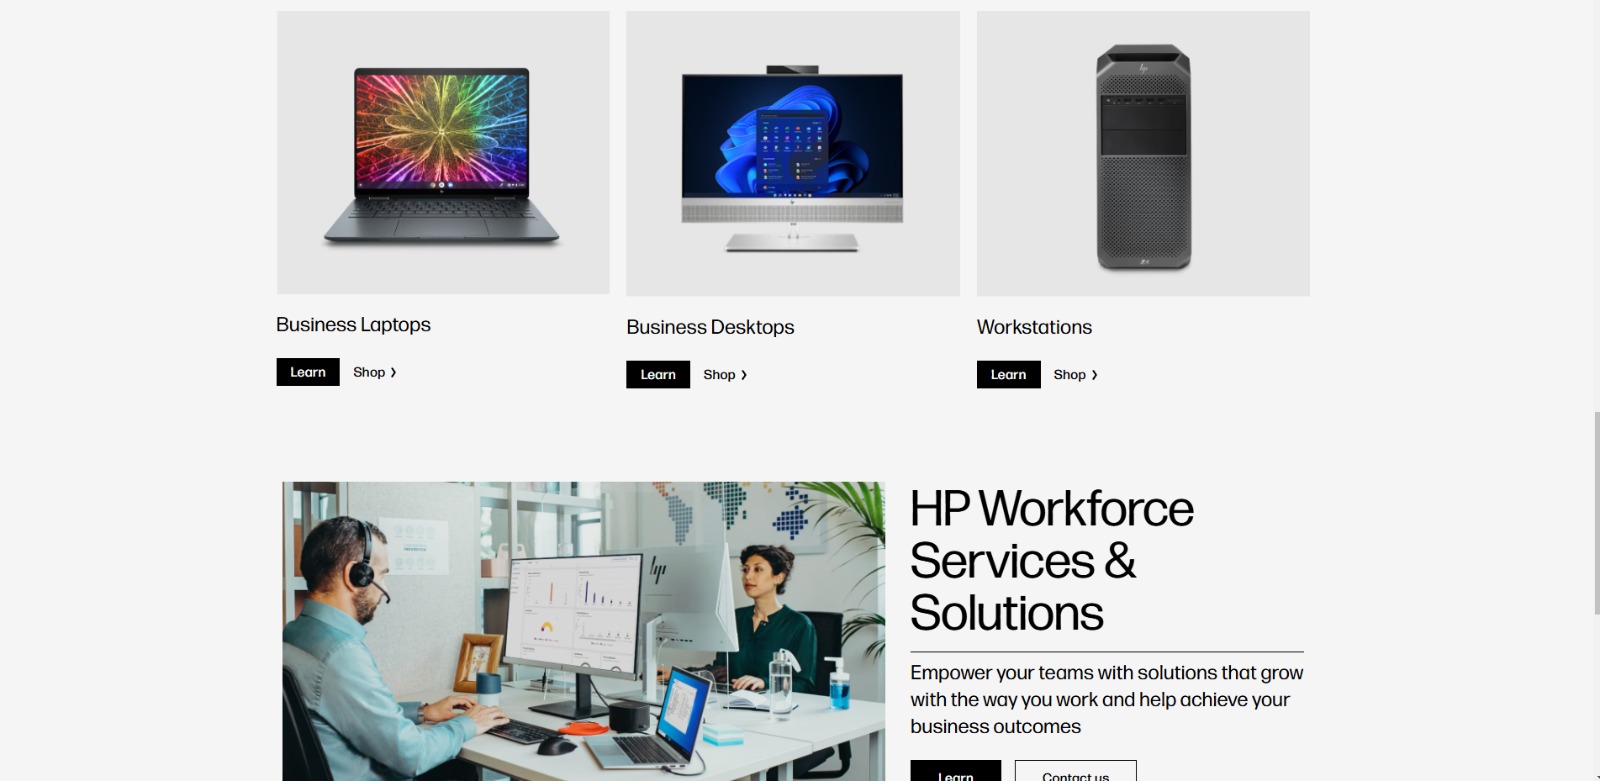 Business Laptops
Learn
Shop ❯
Business Desktops
Learn
Shop ❯
Workstations
Learn
Shop ❯
HP Workforce
Services &
Solutions
Empower your teams with solutions that grow
with the way you work and help achieve your
business outcomes
Learn
Contact us
hp